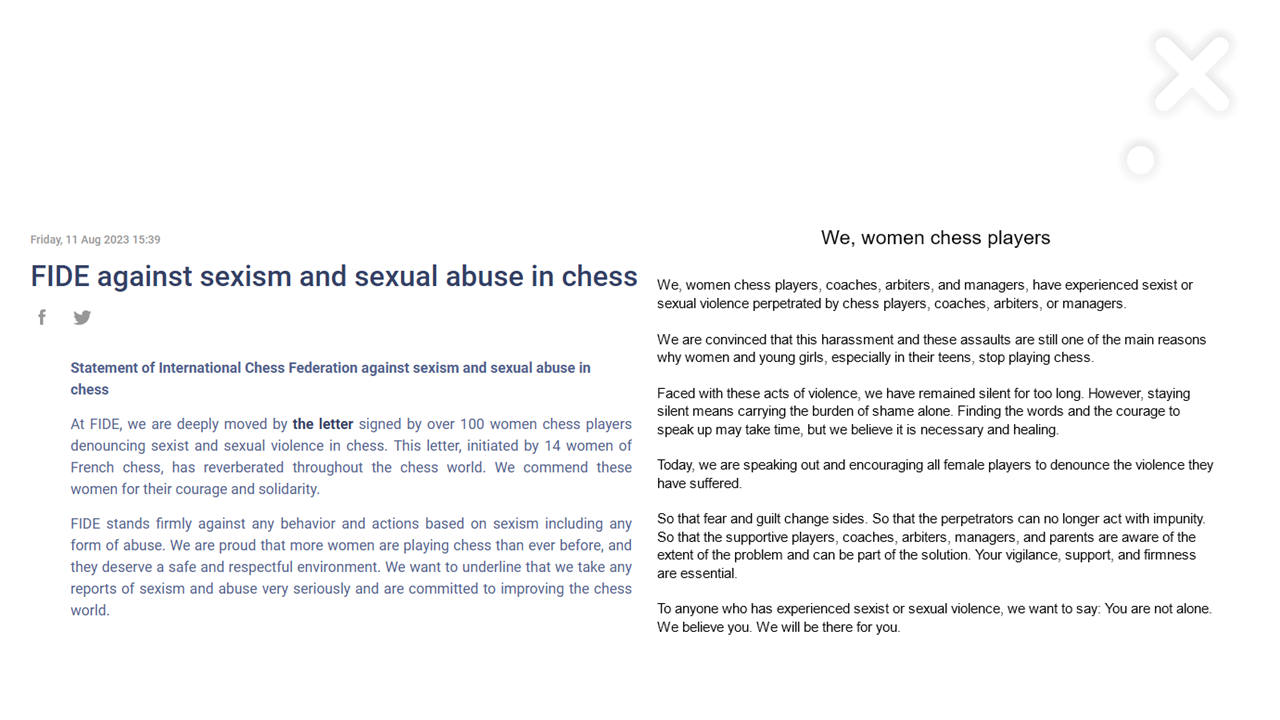 Friday, 11 Aug 2023 15:39
FIDE against sexism and sexual abuse in chess
Statement of International Chess Federation against sexism and sexual abuse in
chess
At FIDE, we are deeply moved by the letter signed by over 100 women chess players
denouncing sexist and sexual violence in chess. This letter, initiated by 14 women of
French chess, has reverberated throughout the chess world. We commend these
women for their courage and solidarity.
FIDE stands firmly against any behavior and actions based on sexism including any
form of abuse. We are proud that more women are playing chess than ever before, and
they deserve a safe and respectful environment. We want to underline that we take any
reports of sexism and abuse very seriously and are committed to improving the chess
world.
We, women chess players
We, women chess players, coaches, arbiters, and managers, have experienced sexist or
sexual violence perpetrated by chess players, coaches, arbiters, or managers.
We are convinced that this harassment and these assaults are still one of the main reasons
why women and young girls, especially in their teens, stop playing chess.
Faced with these acts of violence, we have remained silent for too long. However, staying
silent means carrying the burden of shame alone. Finding the words and the courage to
speak up may take time, but we believe it is necessary and healing.
Today, we are speaking out and encouraging all female players to denounce the violence they
have suffered.
So that fear and guilt change sides. So that the perpetrators can no longer act with impunity.
So that the supportive players, coaches, arbiters, managers, and parents are aware of the
extent of the problem and can be part of the solution. Your vigilance, support, and firmness
are essential.
To anyone who has experienced sexist or sexual violence, we want to say: You are not alone.
We believe you. We will be there for you.